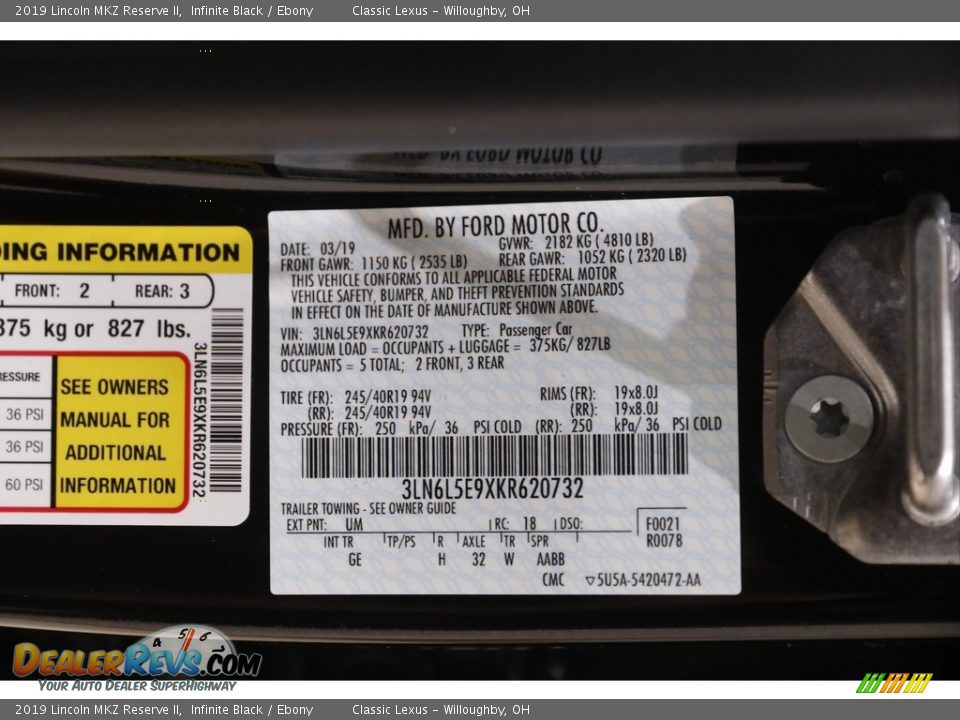 2019 Lincoln MKZ Reserve II, Infinite Black / Ebony Classic Lexus – Willoughby, OH
MFD. BY FORD MOTOR CO
DING INFORMATION
FRONT: 2 REAR: 3
375 kg or 827 lbs.
RESSURE
36 PSI
36 PSI
60 PSI
SEE OWNERS
MANUAL FOR
ADDITIONAL
INFORMATION
3LN6L5E9XKR620732
MFD. BY FORD MOTOR CO.
DATE: 03/19 GVWR: 2182 KG ( 4810 LB)
FRONT GAWR: 1150 KG ( 2535 LB) REAR GAWR: 1052 KG ( 2320 LB)
THIS VEHICLE CONFORMS TO ALL APPLICABLE FEDERAL MOTOR
VEHICLE SAFETY, BUMPER, AND THEFT PREVENTION STANDARDS
IN EFFECT ON THE DATE OF MANUFACTURE SHOWN ABOVE.
VIN: 3LN6L5E9XKR620732 TYPE: Passenger Car
MAXIMUM LOAD = OCCUPANTS + LUGGAGE = 375KG/ 827LB
OCCUPANTS = 5 TOTAL; 2 FRONT, 3 REAR
TIRE (FR): 245/40R19 94V RIMS (FR): 19x8.0J
(RR): 245/40R19 94V (RR): 19x8.0J
PRESSURE (FR): 250 kPa/ 36 PSI COLD (RR): 250 kPa/ 36 PSI COLD
3LN6L5E9XKR620732
TRAILER TOWING - SEE OWNER GUIDE
EXT PNT: UM RC: 18 DSO: F0021
INT TR TP/PS R AXLE TR SPR R0078
GE H 32 W AABB
CMC ▽5U5A-5420472-AA
4 5 6
DEALERREVS.COM
YOUR AUTO DEALER SUPERHIGHWAY
2019 Lincoln MKZ Reserve II, Infinite Black / Ebony Classic Lexus – Willoughby, OH